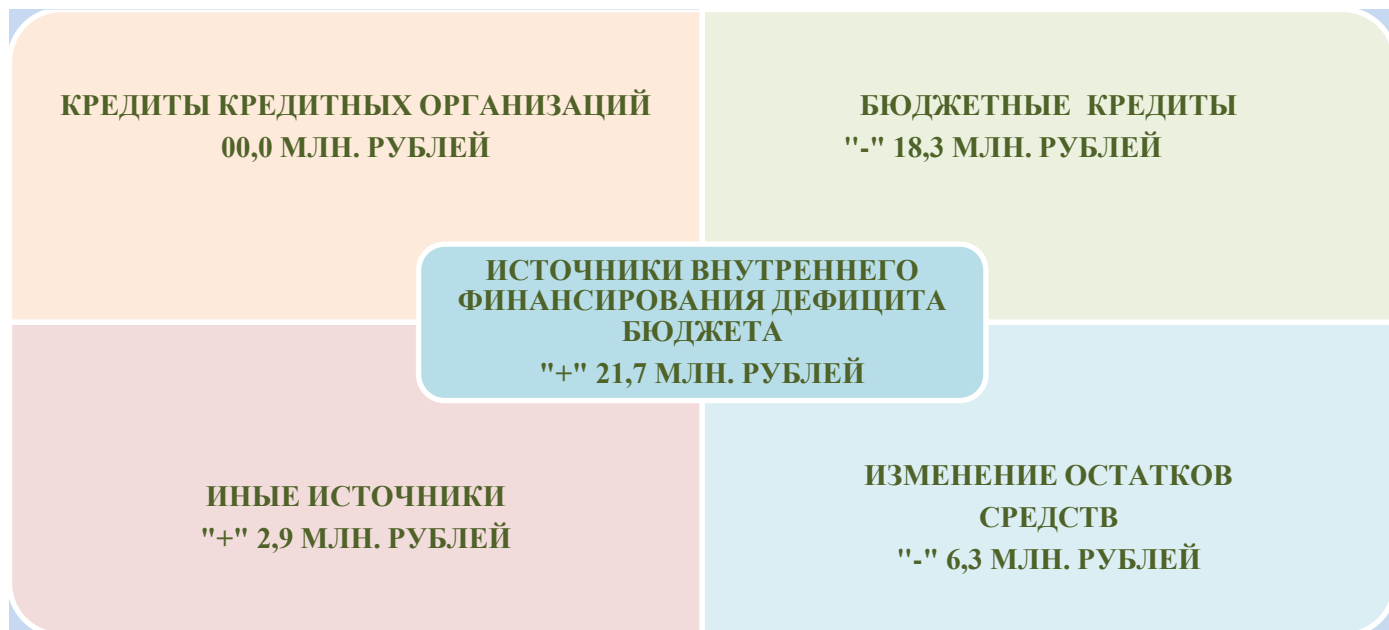 КРЕДИТЫ КРЕДИТНЫХ ОРГАНИЗАЦИЙ
00,0 МЛН. РУБЛЕЙ
БЮДЖЕТНЫЕ КРЕДИТЫ
"-" 18,3 МЛН. РУБЛЕЙ
ИСТОЧНИКИ ВНУТРЕННЕГО
ФИНАНСИРОВАНИЯ ДЕФИЦИТА
БЮДЖЕТА
"+" 21,7 МЛН. РУБЛЕЙ
ИНЫЕ ИСТОЧНИКИ
"+" 2,9 МЛН. РУБЛЕЙ
ИЗМЕНЕНИЕ ОСТАТКОВ
СРЕДСТВ
"-" 6,3 МЛН. РУБЛЕЙ